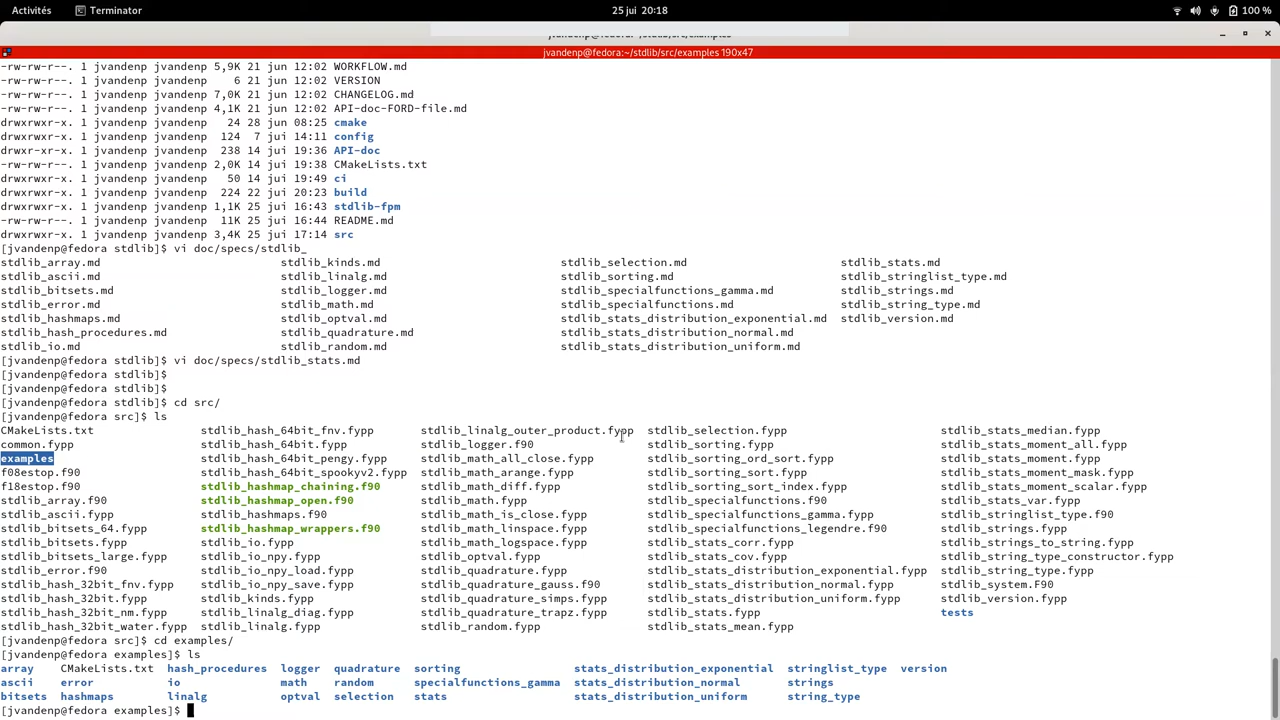 Activités Terminator 25 jui 20:18 100 %
jvandenp@fedora:~/stdlib/src/examples 190x47
-rw-rw-r--. 1 jvandenp jvandenp 5,9K 21 jun 12:02 WORKFLOW.md
-rw-rw-r--. 1 jvandenp jvandenp 6 21 jun 12:02 VERSION
-rw-rw-r--. 1 jvandenp jvandenp 7,0K 21 jun 12:02 CHANGELOG.md
-rw-rw-r--. 1 jvandenp jvandenp 4,1K 21 jun 12:02 API-doc-FORD-file.md
drwxrwxr-x. 1 jvandenp jvandenp 24 28 jun 08:25 cmake
drwxrwxr-x. 1 jvandenp jvandenp 124 7 jui 14:11 config
drwxrwxr-x. 1 jvandenp jvandenp 238 14 jui 19:36 API-doc
-rw-rw-r--. 1 jvandenp jvandenp 2,0K 14 jui 19:38 CMakeLists.txt
drwxrwxr-x. 1 jvandenp jvandenp 50 14 jui 19:49 ci
drwxrwxr-x. 1 jvandenp jvandenp 224 22 jui 20:23 build
drwxrwxr-x. 1 jvandenp jvandenp 1,1K 25 jui 16:43 stdlib-fpm
-rw-rw-r--. 1 jvandenp jvandenp 11K 25 jui 16:44 README.md
drwxrwxr-x. 1 jvandenp jvandenp 3,4K 25 jui 17:14 src
[jvandenp@fedora stdlib]$ vi doc/specs/stdlib_
stdlib_array.md stdlib_kinds.md stdlib_selection.md stdlib_stats.md
stdlib_ascii.md stdlib_linalg.md stdlib_sorting.md stdlib_stringlist_type.md
stdlib_bitsets.md stdlib_logger.md stdlib_specialfunctions_gamma.md stdlib_strings.md
stdlib_error.md stdlib_math.md stdlib_specialfunctions.md stdlib_string_type.md
stdlib_hashmaps.md stdlib_optval.md stdlib_stats_distribution_exponential.md stdlib_version.md
stdlib_hash_procedures.md stdlib_quadrature.md stdlib_stats_distribution_normal.md
stdlib_io.md stdlib_random.md stdlib_stats_distribution_uniform.md
[jvandenp@fedora stdlib]$ vi doc/specs/stdlib_stats.md
[jvandenp@fedora stdlib]$
[jvandenp@fedora stdlib]$
[jvandenp@fedora stdlib]$ cd src/
[jvandenp@fedora src]$ ls
CMakeLists.txt stdlib_hash_64bit_fnv.fypp stdlib_linalg_outer_product.fypp stdlib_selection.fypp stdlib_stats_median.fypp
common.fypp stdlib_hash_64bit.fypp stdlib_logger.f90 stdlib_sorting.fypp stdlib_stats_moment_all.fypp
examples stdlib_hash_64bit_pengy.fypp stdlib_math_all_close.fypp stdlib_sorting_ord_sort.fypp stdlib_stats_moment.fypp
f08estop.f90 stdlib_hash_64bit_spookyv2.fypp stdlib_math_arange.fypp stdlib_sorting_sort.fypp stdlib_stats_moment_mask.fypp
f18estop.f90 stdlib_hashmap_chaining.f90 stdlib_math_diff.fypp stdlib_sorting_sort_index.fypp stdlib_stats_moment_scalar.fypp
stdlib_array.f90 stdlib_hashmap_open.f90 stdlib_math.fypp stdlib_specialfunctions.f90 stdlib_stats_var.fypp
stdlib_ascii.fypp stdlib_hashmaps.f90 stdlib_math_is_close.fypp stdlib_specialfunctions_gamma.fypp stdlib_stringlist_type.f90
stdlib_bitsets_64.fypp stdlib_hashmap_wrappers.f90 stdlib_math_linspace.fypp stdlib_specialfunctions_legendre.f90 stdlib_strings.fypp
stdlib_bitsets.fypp stdlib_io.fypp stdlib_math_logspace.fypp stdlib_stats_corr.fypp stdlib_strings_to_string.fypp
stdlib_bitsets_large.fypp stdlib_io_npy.fypp stdlib_optval.fypp stdlib_stats_cov.fypp stdlib_string_type_constructor.fypp
stdlib_error.f90 stdlib_io_npy_load.fypp stdlib_quadrature.fypp stdlib_stats_distribution_exponential.fypp stdlib_string_type.fypp
stdlib_hash_32bit_fnv.fypp stdlib_io_npy_save.fypp stdlib_quadrature_gauss.f90 stdlib_stats_distribution_normal.fypp stdlib_system.F90
stdlib_hash_32bit.fypp stdlib_kinds.fypp stdlib_quadrature_simps.fypp stdlib_stats_distribution_uniform.fypp stdlib_version.fypp
stdlib_hash_32bit_nm.fypp stdlib_linalg_diag.fypp stdlib_quadrature_trapz.fypp stdlib_stats.fypp tests
stdlib_hash_32bit_water.fypp stdlib_linalg.fypp stdlib_random.fypp stdlib_stats_mean.fypp
[jvandenp@fedora src]$ cd examples/
[jvandenp@fedora examples]$ ls
array CMakeLists.txt hash_procedures logger quadrature sorting stats_distribution_exponential stringlist_type version
ascii error io math random specialfunctions_gamma stats_distribution_normal strings
bitsets hashmaps linalg optval selection stats stats_distribution_uniform string_type
[jvandenp@fedora examples]$